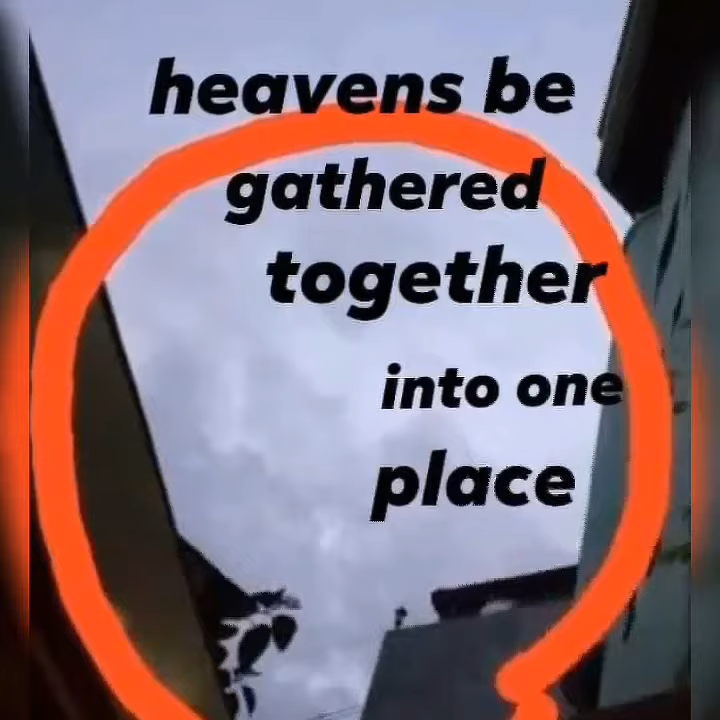 heavens be
gathered
together
into one
place